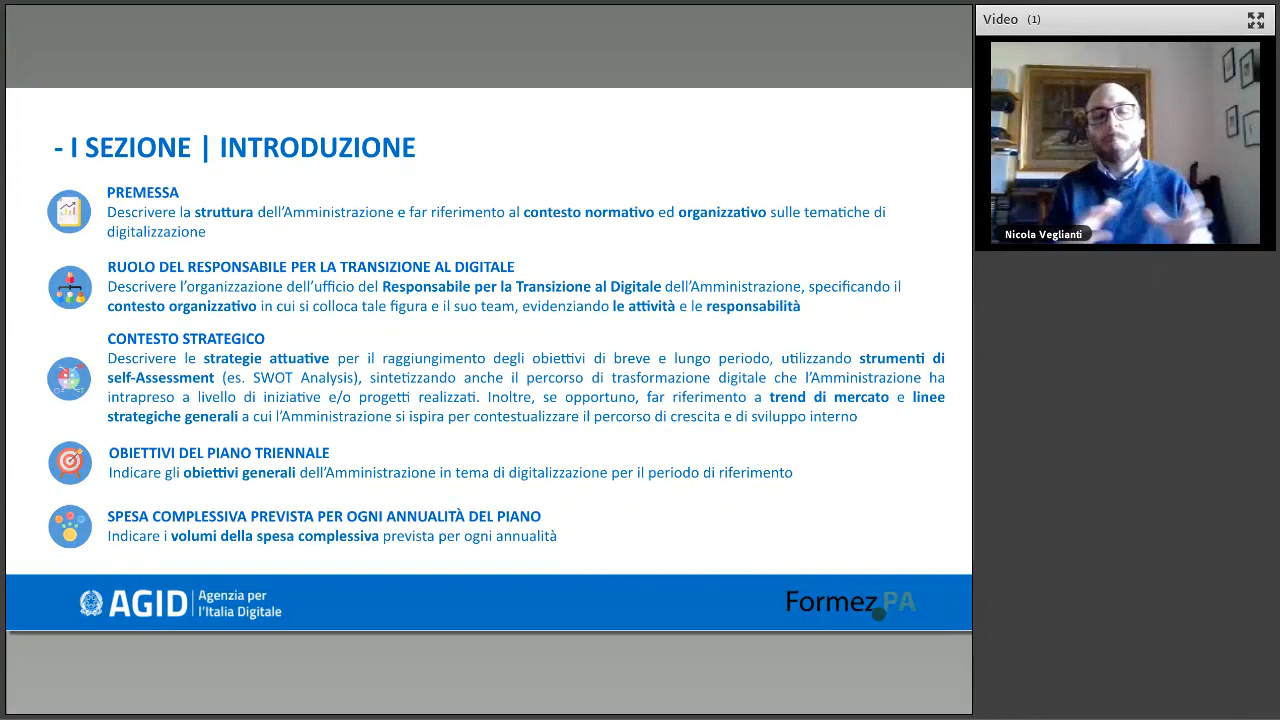 Video (1)
- I SEZIONE | INTRODUZIONE
PREMESSA
Descrivere la struttura dell'Amministrazione e far riferimento al contesto normativo ed organizzativo sulle tematiche di
digitalizzazione
RUOLO DEL RESPONSABILE PER LA TRANSIZIONE AL DIGITALE
Descrivere l'organizzazione dell'ufficio del Responsabile per la Transizione al Digitale dell'Amministrazione, specificando il
contesto organizzativo in cui si colloca tale figura e il suo team, evidenziando le attività e le responsabilità
CONTESTO STRATEGICO
Descrivere le strategie attuative per il raggiungimento degli obiettivi di breve e lungo periodo, utilizzando strumenti di
self-Assessment (es. SWOT Analysis), sintetizzando anche il percorso di trasformazione digitale che l'Amministrazione ha
intrapreso a livello di iniziative e/o progetti realizzati. Inoltre, se opportuno, far riferimento a trend di mercato e linee
strategiche generali a cui l'Amministrazione si ispira per contestualizzare il percorso di crescita e di sviluppo interno
OBIETTIVI DEL PIANO TRIENNALE
Indicare gli obiettivi generali dell'Amministrazione in tema di digitalizzazione per il periodo di riferimento
SPESA COMPLESSIVA PREVISTA PER OGNI ANNUALITÀ DEL PIANO
Indicare i volumi della spesa complessiva prevista per ogni annualità
AGID
Agenzia per
l'Italia Digitale
Formez PA
Nicola Veglianti